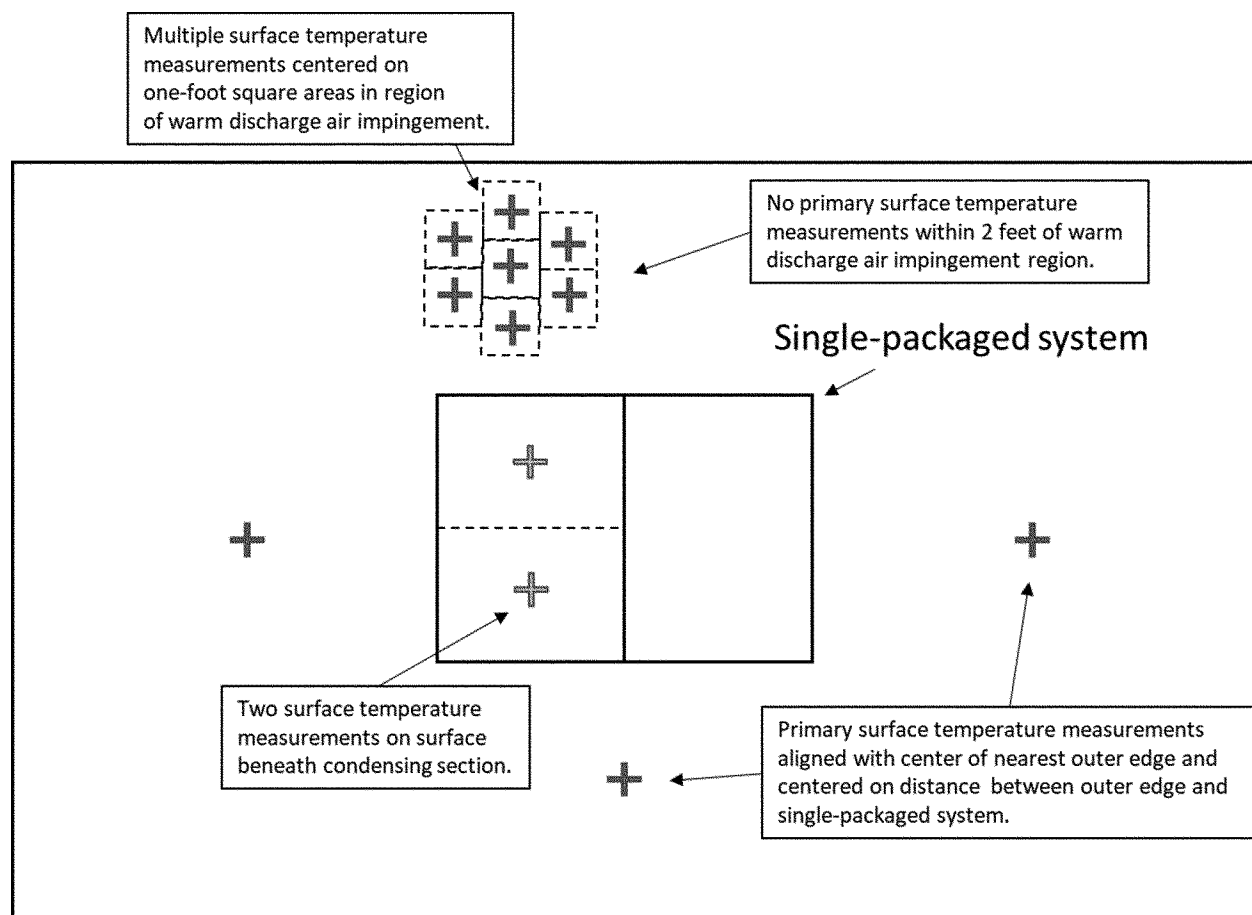 Multiple surface temperature
measurements centered on
one-foot square areas in region
of warm discharge air impingement.
No primary surface temperature
measurements within 2 feet of warm
discharge air impingement region.
Single-packaged system
Two surface temperature
measurements on surface
beneath condensing section.
Primary surface temperature measurements
aligned with center of nearest outer edge and
centered on distance between outer edge and
single-packaged system.